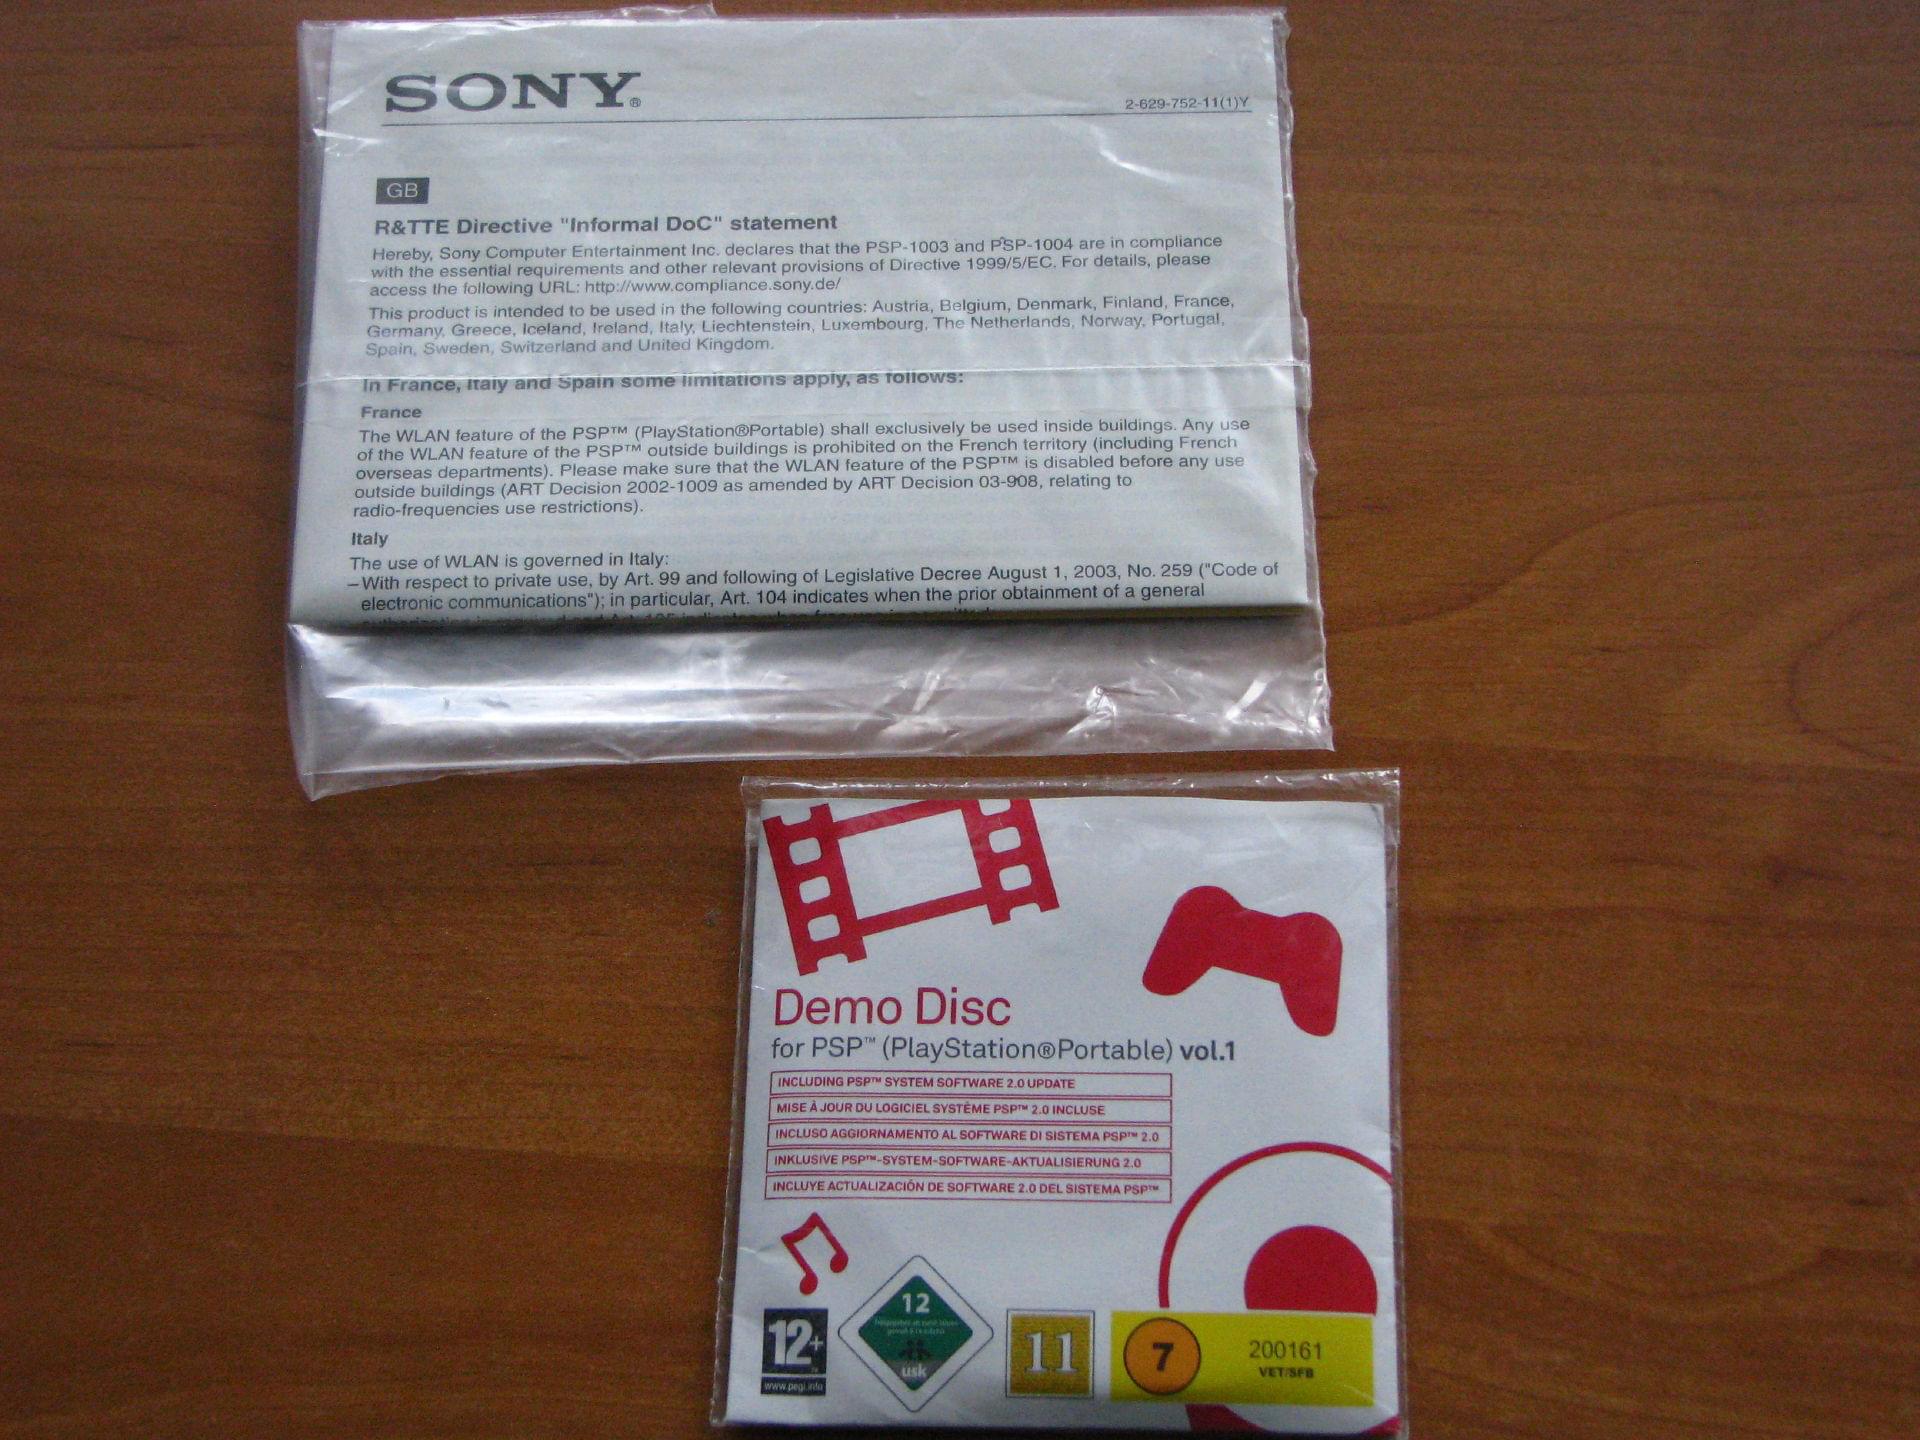 SONY®
2-629-752-11(1)Y
GB
R&TTE Directive "Informal DoC" statement
Hereby, Sony Computer Entertainment Inc. declares that the PSP-1003 and PSP-1004 are in compliance
with the essential requirements and other relevant provisions of Directive 1999/5/EC. For details, please
access the following URL: http://www.compliance.sony.de/
This product is intended to be used in the following countries: Austria, Belgium, Denmark, Finland, France,
Germany, Greece, Iceland, Ireland, Italy, Liechtenstein, Luxembourg, The Netherlands, Norway, Portugal,
Spain, Sweden, Switzerland and United Kingdom.
In France, Italy and Spain some limitations apply, as follows:
France
The WLAN feature of the PSP™ (PlayStation®Portable) shall exclusively be used inside buildings. Any use
of the WLAN feature of the PSP™ outside buildings is prohibited on the French territory (including French
overseas departments). Please make sure that the WLAN feature of the PSP™ is disabled before any use
outside buildings (ART Decision 2002-1009 as amended by ART Decision 03-908, relating to
radio-frequencies use restrictions).
Italy
The use of WLAN is governed in Italy:
–With respect to private use, by Art. 99 and following of Legislative Decree August 1, 2003, No. 259 ("Code of
electronic communications"); in particular, Art. 104 indicates when the prior obtainment of a general
Demo Disc
for PSP™ (PlayStation®Portable) vol.1
INCLUDING PSP™ SYSTEM SOFTWARE 2.0 UPDATE
MISE À JOUR DU LOGICIEL SYSTÈME PSP™ 2.0 INCLUSE
INCLUSO AGGIORNAMENTO AL SOFTWARE DI SISTEMA PSP™ 2.0
INKLUSIVE PSP™-SYSTEM-SOFTWARE-AKTUALISIERUNG 2.0
INCLUYE ACTUALIZACIÓN DE SOFTWARE 2.0 DEL SISTEMA PSP™
12+
www.pegi.info
12
usk
11
7
200161
VET/SFB